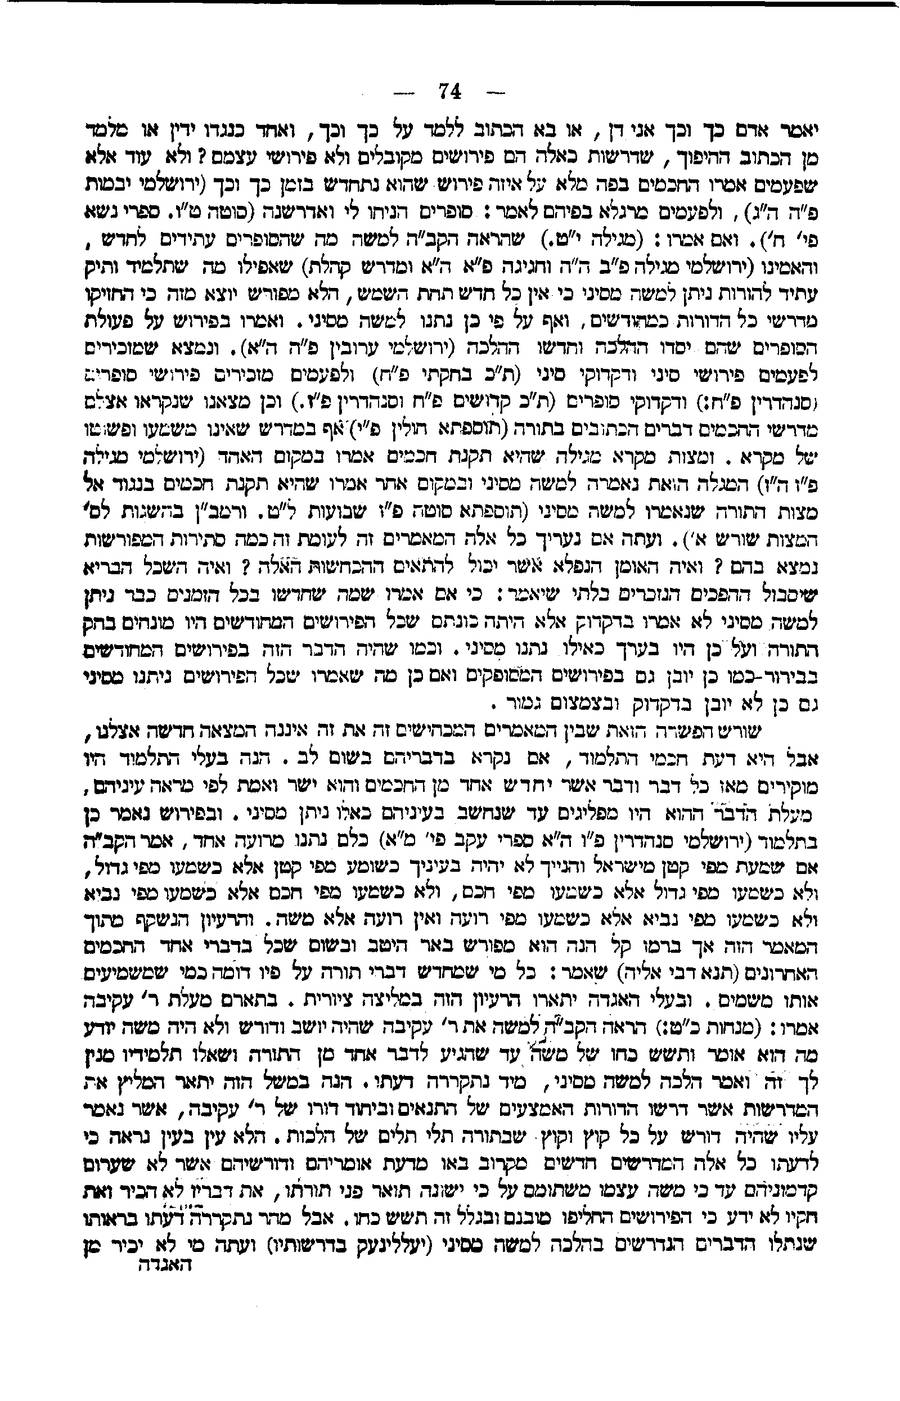 — 74 —
יאמר אדם כך וכך אני דן , או בא הכתוב ללמד על כך וכך , ואחד כנגדו ידין או מלמד
מן הכתוב ההיפוך , שדרשות כאלה הם פירושים מקובלים ולא פירושי עצמם ? ולא עוד אלא
שפעמים אמרו החכמים בפה מלא על איזה פירוש שהוא נתחדש בזמן כך וכך (ירושלמי יבמות
פ"ה ה"ג) , ולפעמים מרגלא בפיהם לאמר : סופרים הניחו לי ואדרשנה (סוטה ט"ו. ספרי נשא
פי' ח') . ואם אמרו : (מגילה י"ט.) שהראה הקב"ה למשה מה שהסופרים עתידים לחדש ,
והאמינו (ירושלמי מגילה פ"ב ה"ה וחגיגה פ"א ה"א ומדרש קהלת) שאפילו מה שתלמיד ותיק
עתיד להורות ניתן למשה מסיני כי אין כל חדש תחת השמש , הלא מפורש יוצא מזה כי החזיקו
מדרשי כל הדורות כמחודשים , ואף על פי כן נתנו למשה מסיני . ואמרו בפירוש על פעולת
הסופרים שהם יסדו ההלכה וחדשו ההלכה (ירושלמי ערובין פ"ה ה"א) . ונמצא שמזכירים
לפעמים פירושי סיני ודקדוקי סיני (ת"כ בחקתי פ"ח) ולפעמים מזכירים פירושי סופרים
(סנהדרין פ"ח:) ודקדוקי סופרים (ת"כ קדושים פ"ח וסנהדרין פ"ז.) וכן מצאנו שנקראו אצלם
מדרשי החכמים דברים הכתובים בתורה (תוספתא חולין פ"י) אף במדרש שאינו משמעו ופשוטו
של מקרא . ומצות מקרא מגילה שהיא תקנת חכמים אמרו במקום האחד (ירושלמי מגילה
פ"ז ה"ז) המגלה הזאת נאמרה למשה מסיני ובמקום אחר אמרו שהיא תקנת חכמים בנגוד אל
מצות התורה שנאמרו למשה מסיני (תוספתא סוטה פ"ז שבועות ל"ט. ורמב"ן בהשגות לס'
המצות שורש א') . ועתה אם נעריך כל אלה המאמרים זה לעומת זה כמה סתירות המפורשות
נמצא בהם ? ואיה האומן הנפלא אשר יכול להתאים ההכחשות האלה ? ואיה השכל הבריא
שיסבול ההפכים הנזכרים בלתי שיאמר : כי אם אמרו שמה שחדשו בכל הזמנים כבר ניתן
למשה מסיני לא אמרו בדקדוק אלא היתה כונתם שכל הפירושים המחודשים היו מונחים בחק
התורה ועל כן היו בערך כאילו נתנו מסיני . וכמו שהיה הדבר הזה בפירושים המחודשים
בבירור–כמו כן יובן גם בפירושים המסופקים ואם כן מה שאמרו שכל הפירושים ניתנו מסיני
גם כן לא יובן בדקדוק ובצמצום גמור .
שורש הפשרה הזאת שבין המאמרים המכחישים זה את זה איננה המצאה חדשה אצלנו ,
אבל היא דעת חכמי התלמוד , אם נקרא בדבריהם בשום לב . הנה בעלי התלמוד היו
מוקירים מאז כל דבר ודבר אשר יחדש אחד מן החכמים והוא ישר ואמת לפי מראה עיניהם ,
מעלת הדבר ההוא היו מפליגים עד שנחשב בעיניהם כאלו ניתן מסיני . ובפירוש נאמר כן
בתלמוד (ירושלמי סנהדרין פ"ו ה"א ספרי עקב פי' מ"א) כלם נתנו מרועה אחד , אמר הקב"ה
אם שמעת מפי קטן מישראל והנייך לא יהיה בעיניך כשומע מפי קטן אלא כשמעו מפי גדול ,
ולא כשמעו מפי גדול אלא כשמעו מפי חכם , ולא כשמעו מפי חכם אלא כשמעו מפי נביא
ולא כשמעו מפי נביא אלא כשמעו מפי רועה ואין רועה אלא משה . והרעיון הנשקף מתוך
המאמר הזה אך ברמז קל הנה הוא מפורש באר היטב ובשום שכל בדברי אחד החכמים
האחרונים (תנא דבי אליה) שאמר : כל מי שמחדש דברי תורה על פיו דומה כמי שמשמיעים
אותו משמים . ובעלי האגדה יתארו הרעיון הזה במליצה ציורית . בתארם מעלת ר' עקיבה
אמרו : (מנחות כ"ט:) הראה הקב"ה למשה את ר' עקיבה שהיה יושב ודורש ולא היה משה יודע
מה הוא אומר ותשש כחו של משה עד שהגיע לדבר אחד מן התורה ושאלו תלמידיו מנין
לך זה ואמר הלכה למשה מסיני , מיד נתקררה דעתו . הנה במשל הזה יתאר המליץ את
המדרשות אשר דרשו הדורות האמצעים של התנאים וביחוד דורו של ר' עקיבה , אשר נאמר
עליו שהיה דורש על כל קוץ וקוץ שבתורה תלי תלים של הלכות . הלא עין בעין נראה כי
לדעתו כל אלה המדרשים חדשים מקרוב באו מדעת אומריהם ודורשיהם אשר לא שערום
קדמוניהם עד כי משה עצמו משתומם על כי ישונה תואר פני תורתו , את דבריו לא הכיר ואת
חקיו לא ידע כי הפירושים החליפו מובנם ובגלל זה תשש כחו . אבל מהר נתקררה דעתו בראותו
שנתלו הדברים הנדרשים בהלכה למשה מסיני (יעללינעק בדרשותיו) ועתה מי לא יכיר מן
האגדה